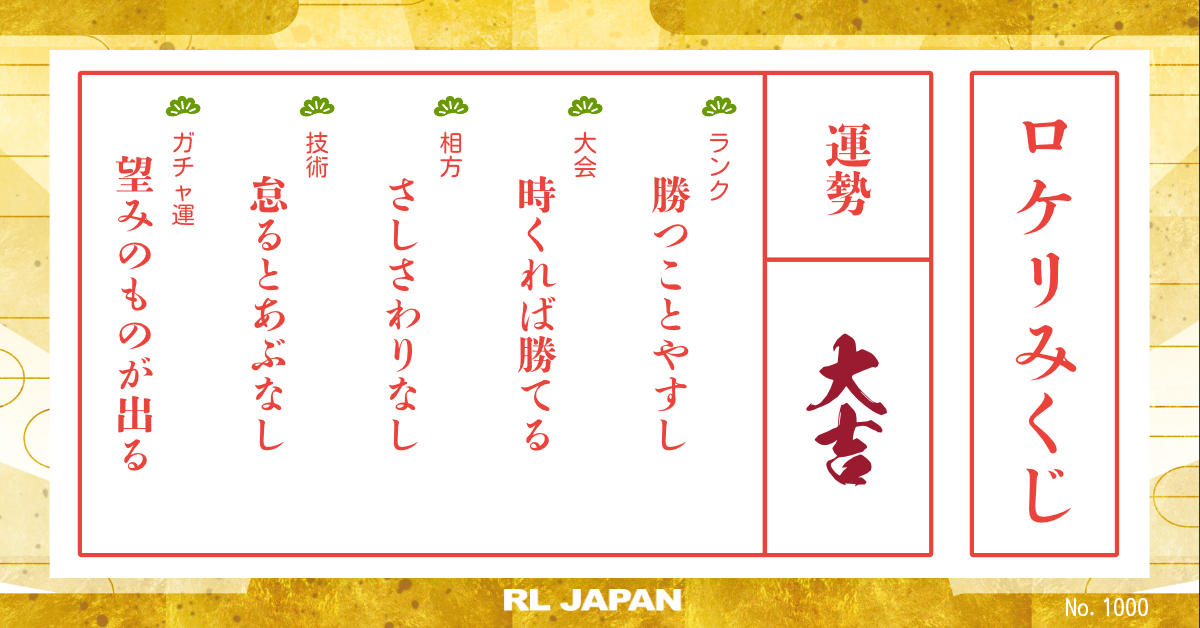 ロケリみくじ
運勢
大吉
ランク
勝つことやすし
大会
時くれば勝てる
相方
さしさわりなし
技術
怠るとあぶなし
ガチャ運
望みのものが出る
RL JAPAN
No. 1000